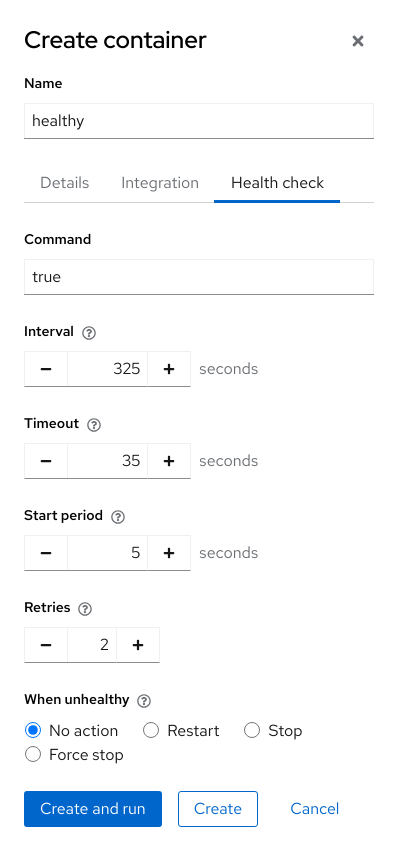 Create container
Name
healthy
Details Integration Health check
Command
true
Interval
325 seconds
Timeout
35 seconds
Start period
5 seconds
Retries
2
When unhealthy
No action Restart Stop
Force stop
Create and run Create Cancel